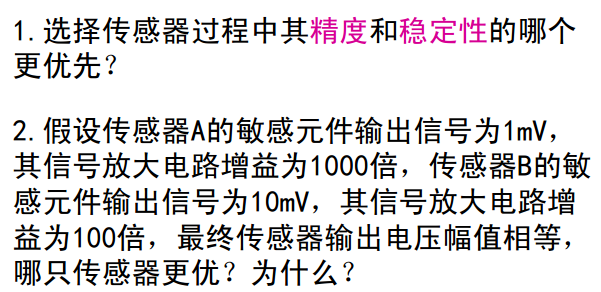 1.选择传感器过程中其精度和稳定性的哪个
更优先？
2.假设传感器A的敏感元件输出信号为1mV，
其信号放大电路增益为1000倍，传感器B的敏
感元件输出信号为10mV，其信号放大电路增
益为100倍，最终传感器输出电压幅值相等，
哪只传感器更优？为什么？